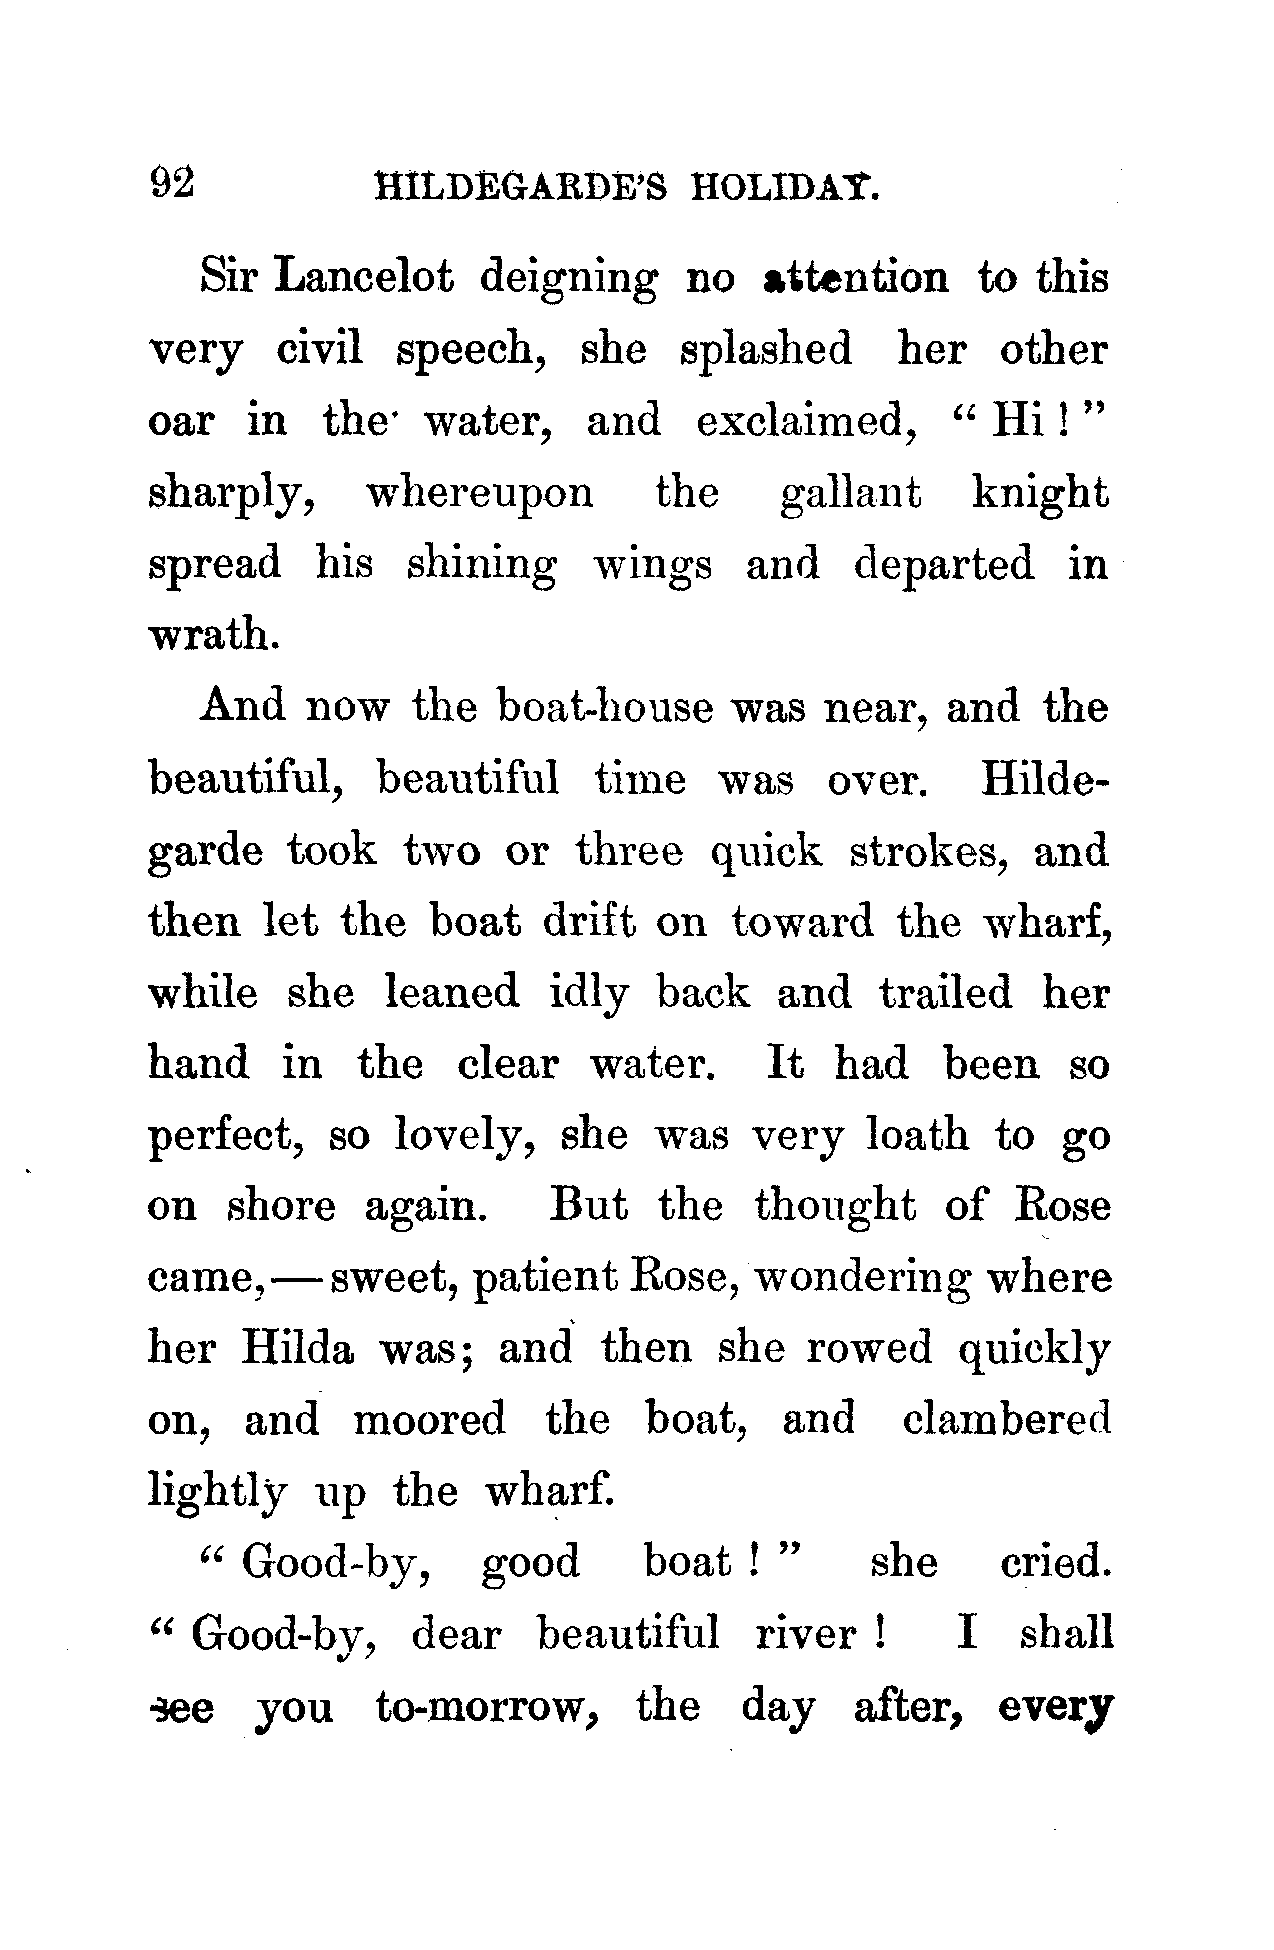 92 HILDEGARDE'S HOLIDAY.
Sir Lancelot deigning no attention to this
very civil speech, she splashed her other
oar in the water, and exclaimed, “ Hi ! ”
sharply, whereupon the gallant knight
spread his shining wings and departed in
wrath.
And now the boat-house was near, and the
beautiful, beautiful time was over. Hilde-
garde took two or three quick strokes, and
then let the boat drift on toward the wharf,
while she leaned idly back and trailed her
hand in the clear water. It had been so
perfect, so lovely, she was very loath to go
on shore again. But the thought of Rose
came,—sweet, patient Rose, wondering where
her Hilda was; and then she rowed quickly
on, and moored the boat, and clambered
lightly up the wharf.
“ Good-by, good boat ! ” she cried.
“ Good-by, dear beautiful river ! I shall
see you to-morrow, the day after, every